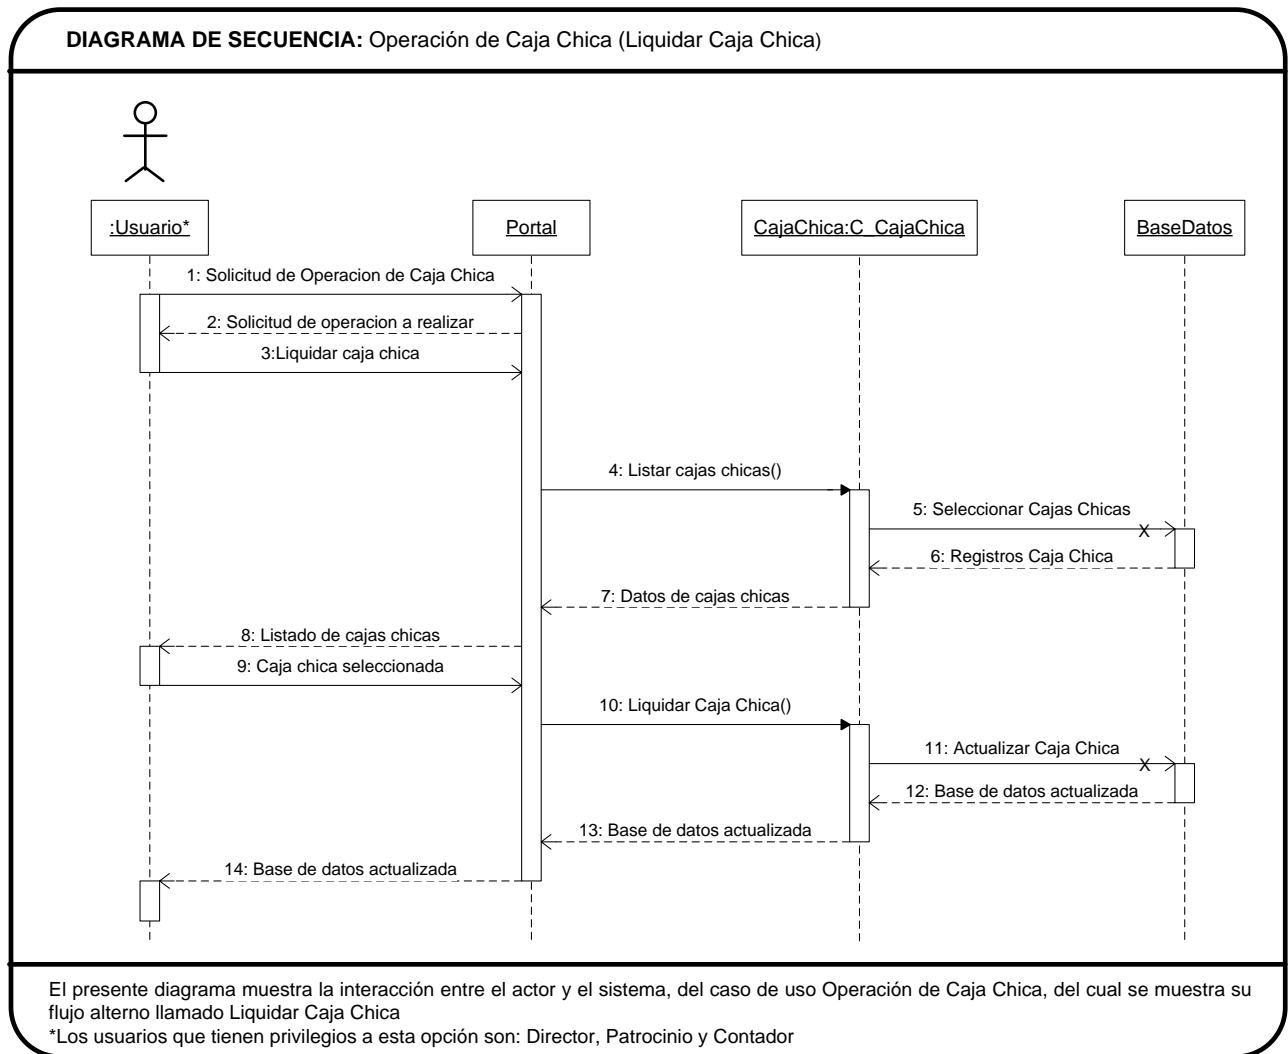 DIAGRAMA DE SECUENCIA: Operación de Caja Chica (Liquidar Caja Chica)
:Usuario*
Portal
CajaChica:C_CajaChica
BaseDatos
1: Solicitud de Operacion de Caja Chica
2: Solicitud de operacion a realizar
3:Liquidar caja chica
4: Listar cajas chicas()
5: Seleccionar Cajas Chicas
X
6: Registros Caja Chica
7: Datos de cajas chicas
8: Listado de cajas chicas
9: Caja chica seleccionada
10: Liquidar Caja Chica()
11: Actualizar Caja Chica
X
12: Base de datos actualizada
13: Base de datos actualizada
14: Base de datos actualizada
El presente diagrama muestra la interacción entre el actor y el sistema, del caso de uso Operación de Caja Chica, del cual se muestra su
flujo alterno llamado Liquidar Caja Chica
*Los usuarios que tienen privilegios a esta opción son: Director, Patrocinio y Contador